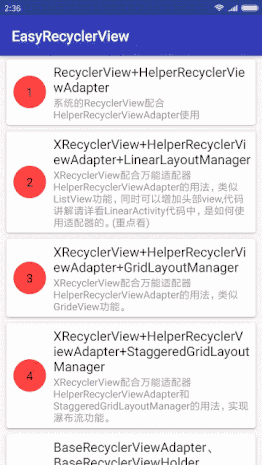 2:36
EasyRecyclerView
1
RecyclerView+HelperRecyclerVie
wAdapter
系统的RecyclerView配合
HelperRecyclerViewAdapter使用
2
XRecyclerView+HelperRecyclerVi
ewAdapter+LinearLayoutManager
XRecyclerView配合万能适配器
HelperRecyclerViewAdapter的用法，类似
ListView功能，同时可以增加头部view,代码
讲解请详看LinearActivity代码中，是如何使
用适配器的。(重点看)
3
XRecyclerView+HelperRecyclerVi
ewAdapter+GridLayoutManager
XRecyclerView配合万能适配器
HelperRecyclerViewAdapter的用法，类似
GrideView功能。
4
XRecyclerView+HelperRecyclerV
iewAdapter+StaggeredGridLayout
Manager
XRecyclerView配合万能适配器
HelperRecyclerViewAdapter和
StaggeredGridLayoutManager的用法，实现
瀑布流功能。
BaseRecyclerViewAdapter、
BaseRecyclerViewHolder